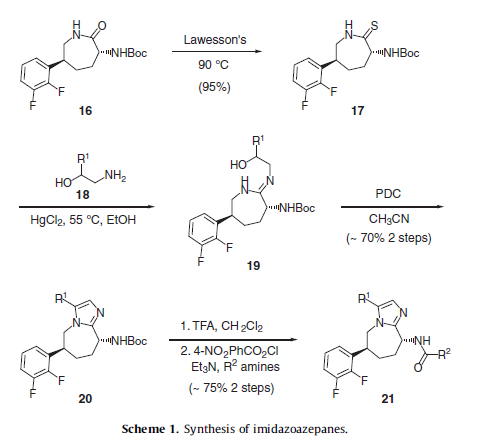 H
N
O
NHBoc
F
F
16
Lawesson's
90 °C
(95%)
H
N
S
NHBoc
F
F
17
R¹
HO
NH₂
18
HgCl₂, 55 °C, EtOH
R¹
HO
H
N
N
NHBoc
F
F
19
PDC
CH₃CN
(~ 70% 2 steps)
R¹
N
N
NHBoc
F
F
20
1. TFA, CH₂Cl₂
2. 4-NO₂PhCO₂Cl
Et₃N, R² amines
(~ 75% 2 steps)
R¹
N
N
NH
R²
O
F
F
21
Scheme 1. Synthesis of imidazoazepanes.